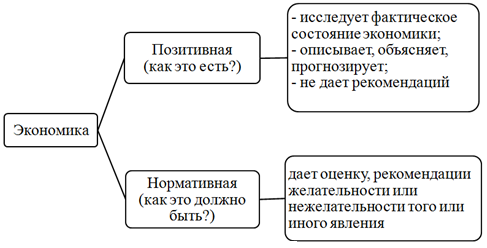 Экономика
Позитивная
(как это есть?)
- исследует фактическое
состояние экономики;
- описывает, объясняет,
прогнозирует;
- не дает рекомендаций
Нормативная
(как это должно
быть?)
дает оценку, рекомендации
желательности или
нежелательности того или
иного явления